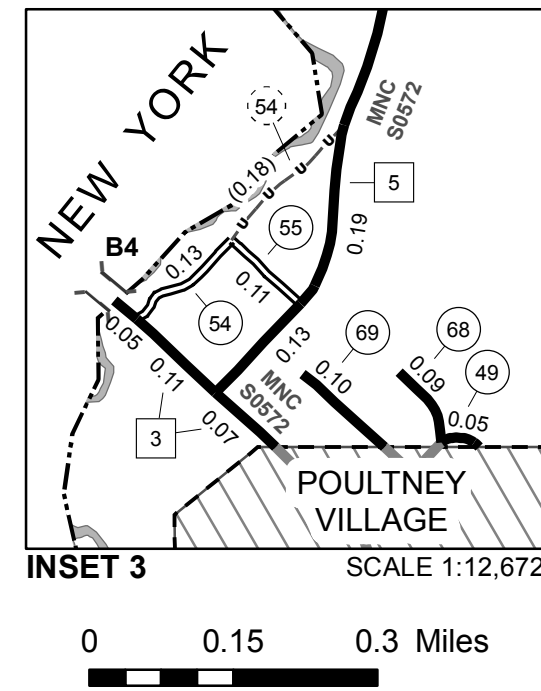 MNC
S0572
54
5
NEW YORK
(0.18)
U U U U
0.19
55
B4
0.13
0.11
54
0.05
0.13
69
68
0.11
MNC
S0572
0.10
0.09
49
3
0.07
0.05
POULTNEY
VILLAGE
INSET 3
SCALE 1:12,672
0 0.15 0.3 Miles